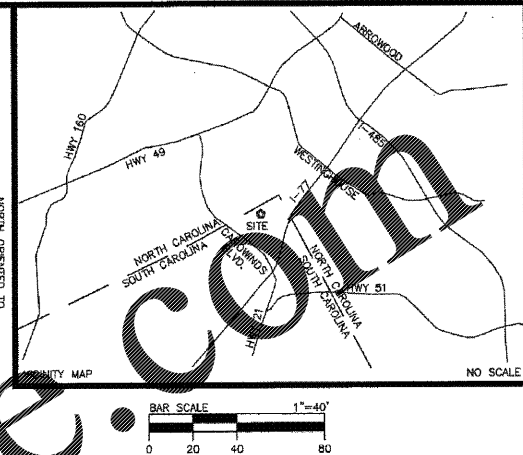 ARROWOOD
HWY 160
I-485
HWY 49
WESTINGHOUSE
I-77
SITE
NORTH CAROLINA
SOUTH CAROLINA
CAROWINDS
BLVD.
NORTH CAROLINA
SOUTH CAROLINA
HWY 51
HWY 21
NORTH ORIENTED TO
VICINITY MAP
NO SCALE
e.com
BAR SCALE 1"=40'
0 20 40 80